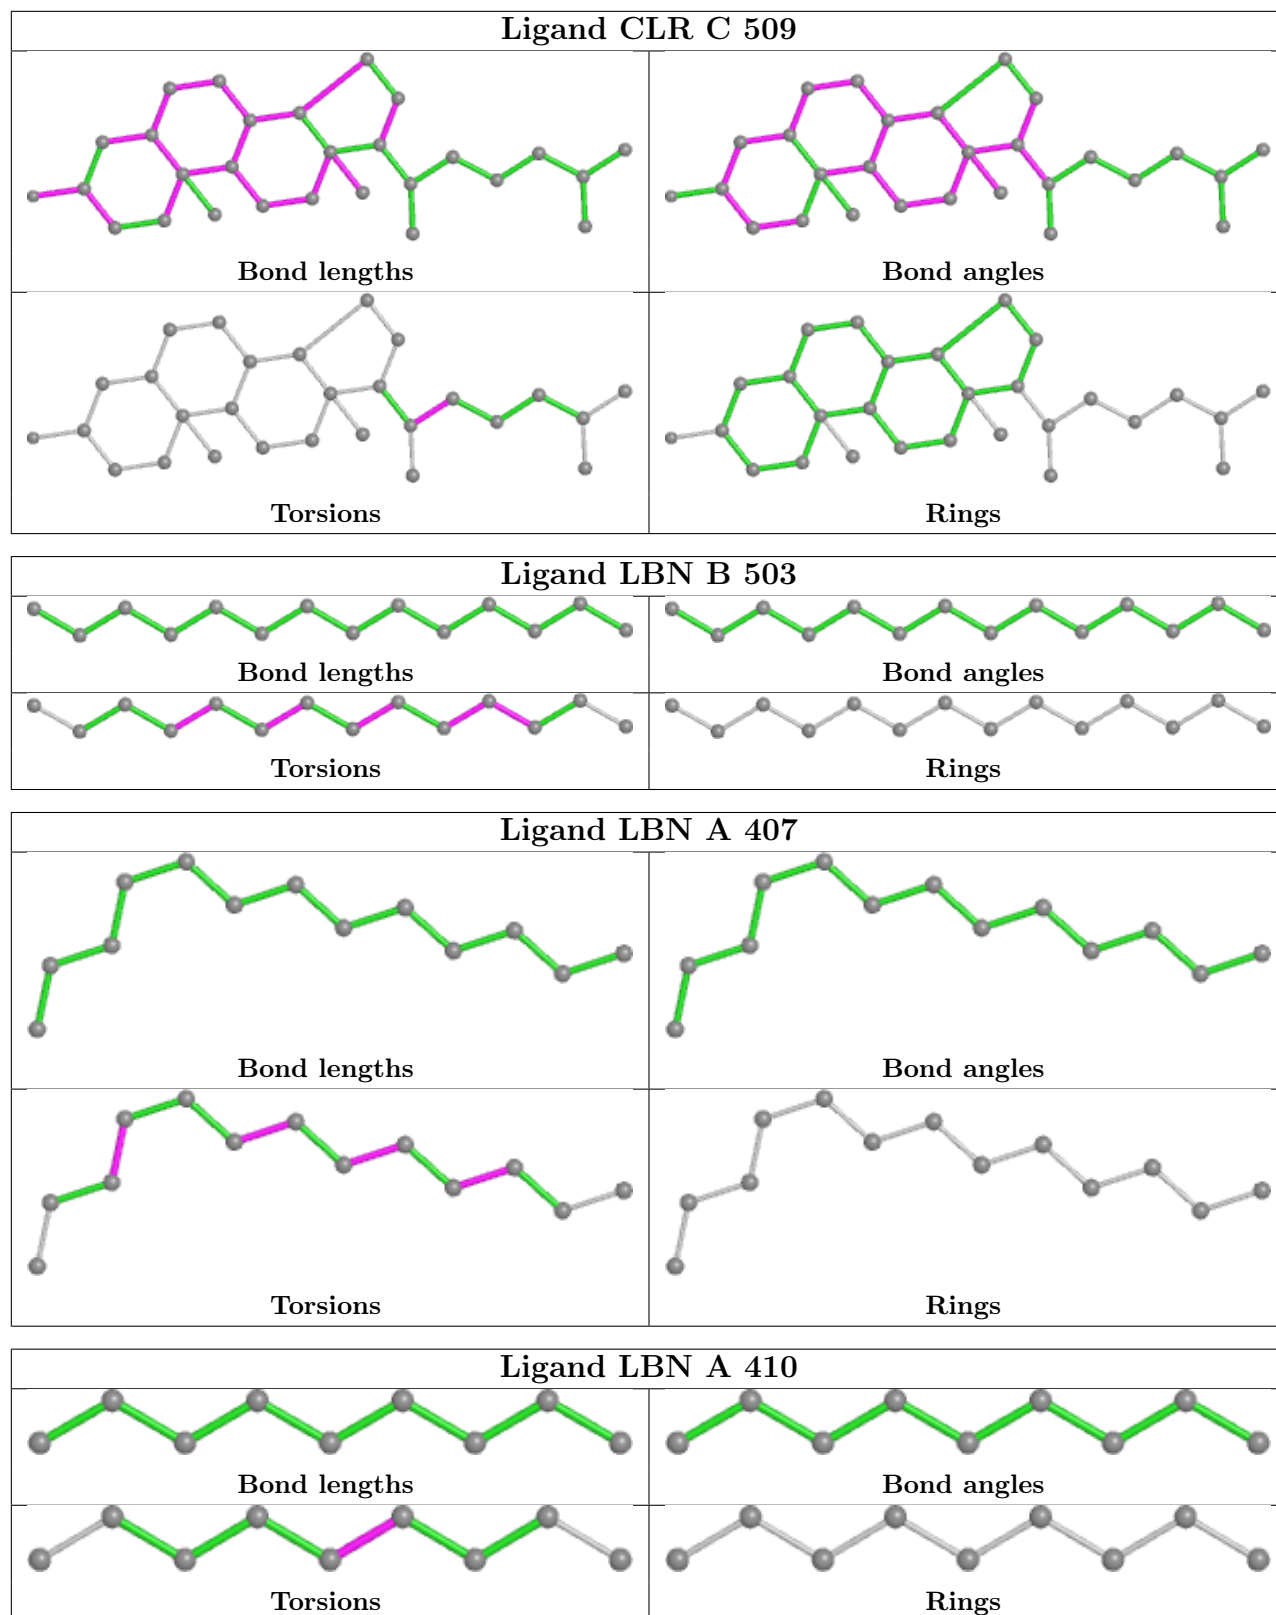 Ligand CLR C 509
Bond lengths
Bond angles
Torsions
Rings
Ligand LBN B 503
Bond lengths
Bond angles
Torsions
Rings
Ligand LBN A 407
Bond lengths
Bond angles
Torsions
Rings
Ligand LBN A 410
Bond lengths
Bond angles
Torsions
Rings